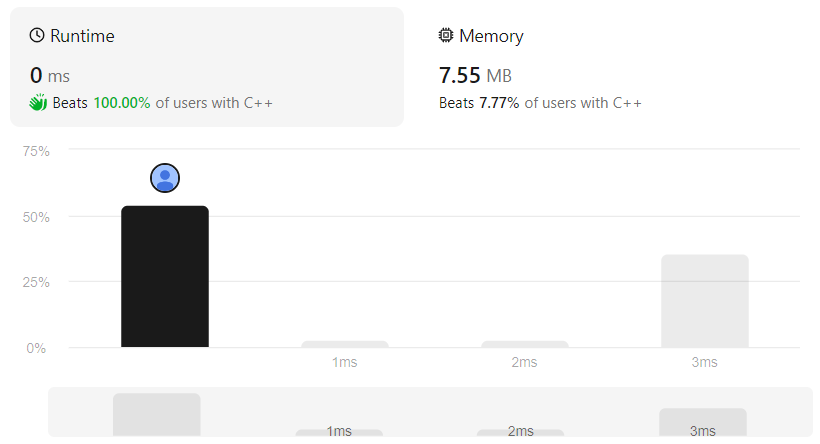 Runtime
0 ms
Beats 100.00% of users with C++
Memory
7.55 MB
Beats 7.77% of users with C++
75%
50%
25%
0%
1ms 2ms 3ms
1ms 2ms 3ms